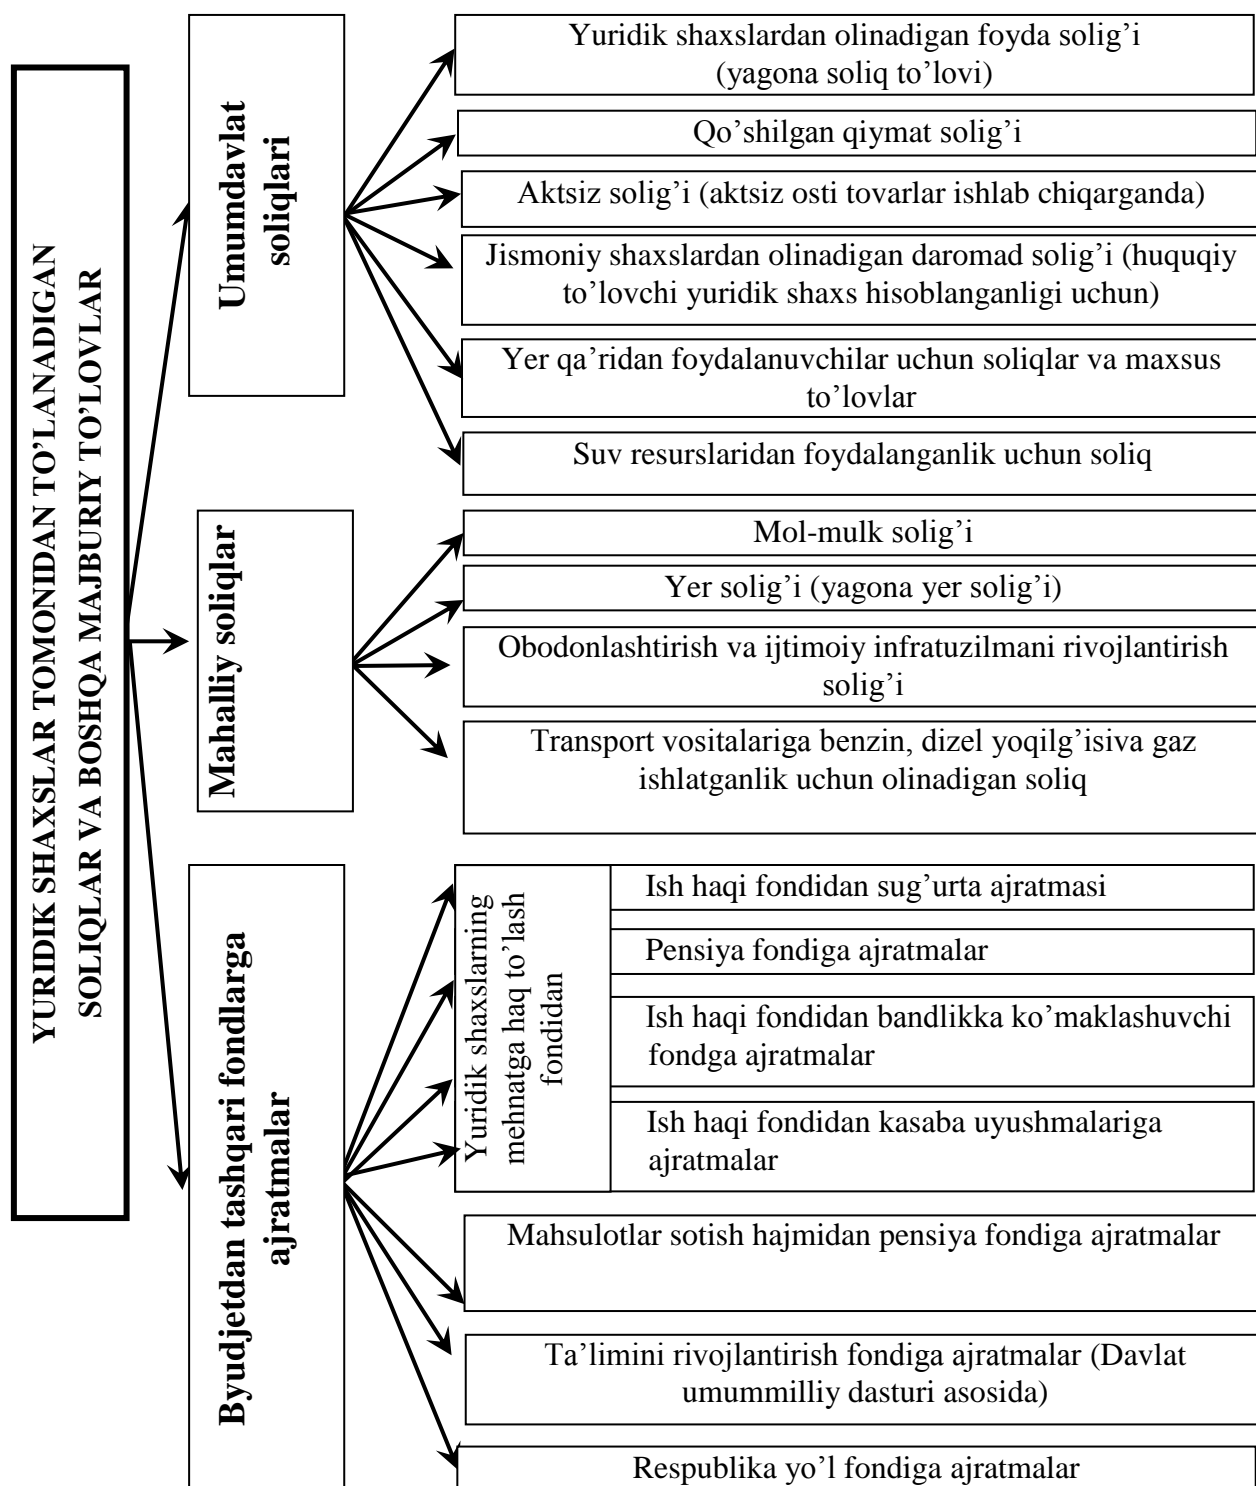 YURIDIK SHAXSLAR TOMONIDAN TO’LANADIGAN
SOLIQLAR VA BOSHQA MAJBURIY TO’LOVLAR
Umumdavlat
soliqlari
Yuridik shaxslardan olinadigan foyda solig’i
(yagona soliq to’lovi)
Qo’shilgan qiymat solig’i
Aktsiz solig’i (aktsiz osti tovarlar ishlab chiqarganda)
Jismoniy shaxslardan olinadigan daromad solig’i (huquqiy
to’lovchi yuridik shaxs hisoblanganligi uchun)
Yer qa’ridan foydalanuvchilar uchun soliqlar va maxsus
to’lovlar
Suv resurslaridan foydalanganlik uchun soliq
Mahalliy soliqlar
Mol-mulk solig’i
Yer solig’i (yagona yer solig’i)
Obodonlashtirish va ijtimoiy infratuzilmani rivojlantirish
solig’i
Transport vositalariga benzin, dizel yoqilg’isiva gaz
ishlatganlik uchun olinadigan soliq
Byudjetdan tashqari fondlarga
ajratmalar
Yuridik shaxslarning
mehnatga haq to’lash
fondidan
Ish haqi fondidan sug’urta ajratmasi
Pensiya fondiga ajratmalar
Ish haqi fondidan bandlikka ko’maklashuvchi
fondga ajratmalar
Ish haqi fondidan kasaba uyushmalariga
ajratmalar
Mahsulotlar sotish hajmidan pensiya fondiga ajratmalar
Ta’limini rivojlantirish fondiga ajratmalar (Davlat
umummilliy dasturi asosida)
Respublika yo’l fondiga ajratmalar